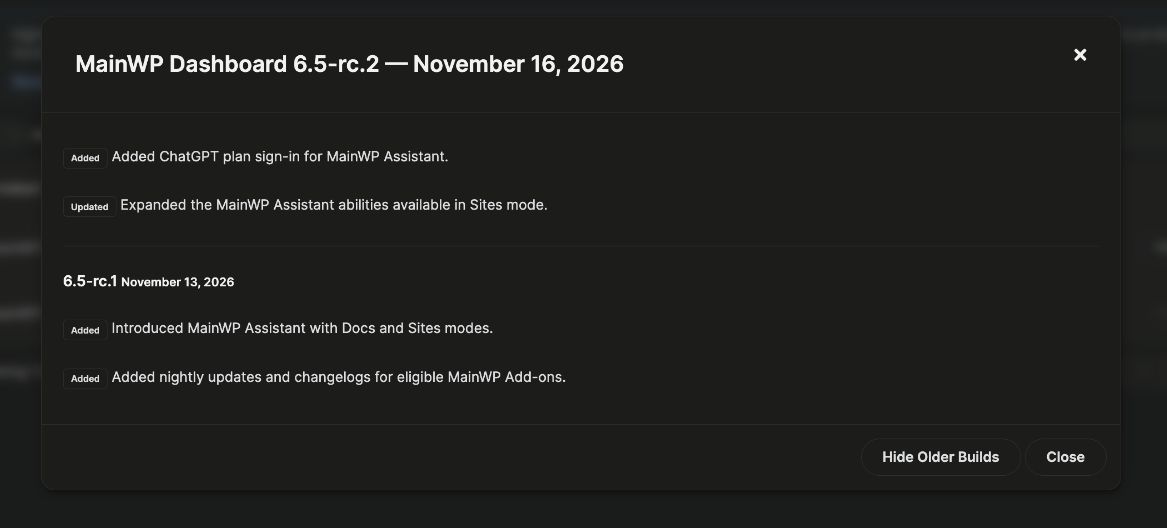 MainWP Dashboard 6.5-rc.2 — November 16, 2026
Added Added ChatGPT plan sign-in for MainWP Assistant.
Updated Expanded the MainWP Assistant abilities available in Sites mode.
6.5-rc.1 November 13, 2026
Added Introduced MainWP Assistant with Docs and Sites modes.
Added Added nightly updates and changelogs for eligible MainWP Add-ons.
Hide Older Builds Close